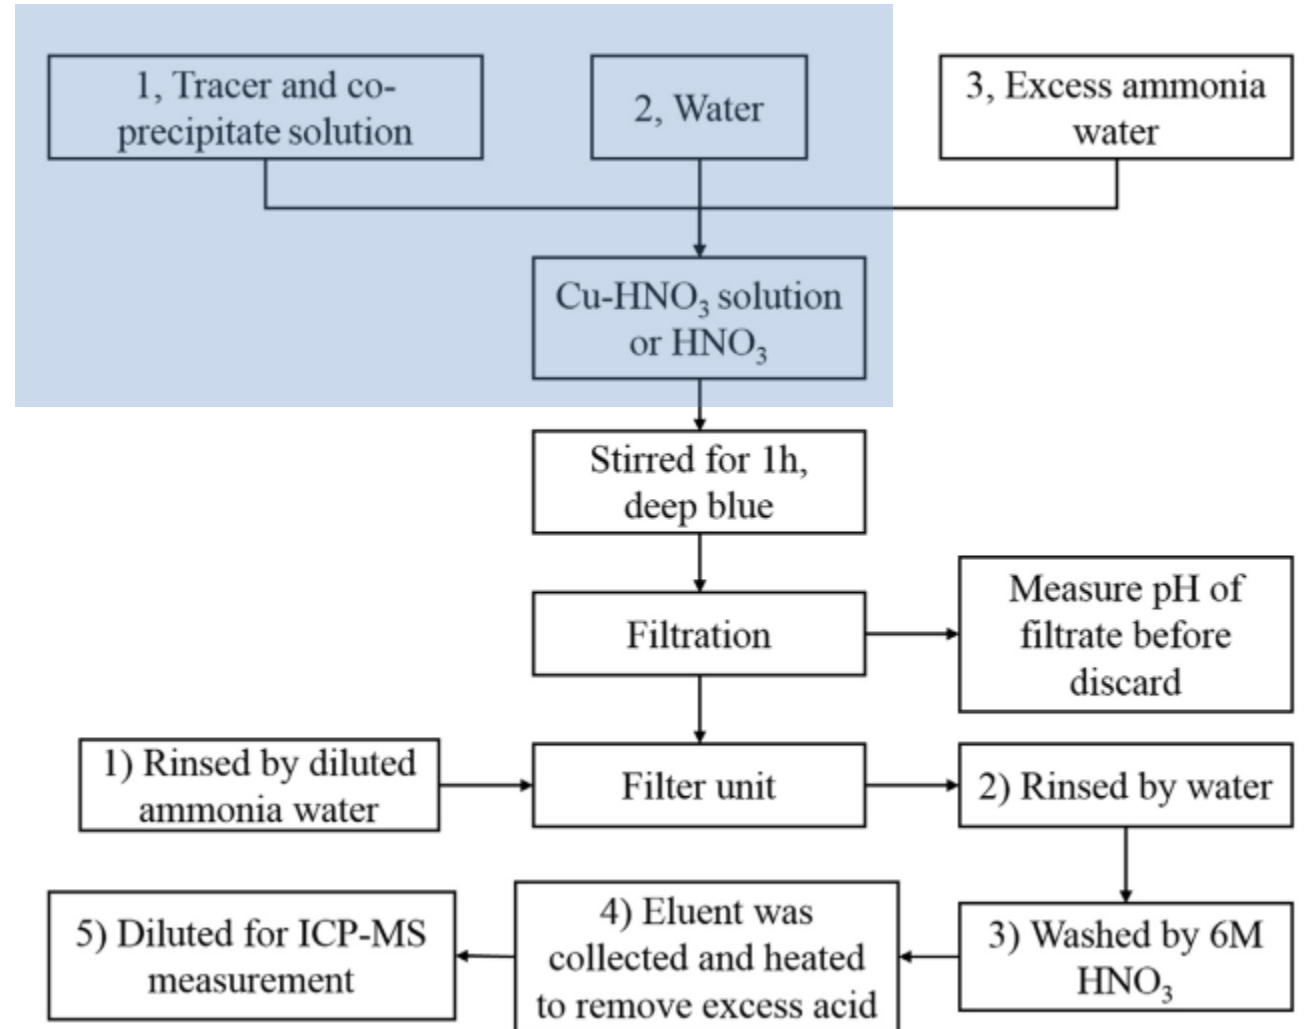 1, Tracer and co-
precipitate solution
2, Water
3, Excess ammonia
water
Cu-HNO₃ solution
or HNO₃
Stirred for 1h,
deep blue
Filtration
Measure pH of
filtrate before
discard
1) Rinsed by diluted
ammonia water
Filter unit
2) Rinsed by water
3) Washed by 6M
HNO₃
4) Eluent was
collected and heated
to remove excess acid
5) Diluted for ICP-MS
measurement